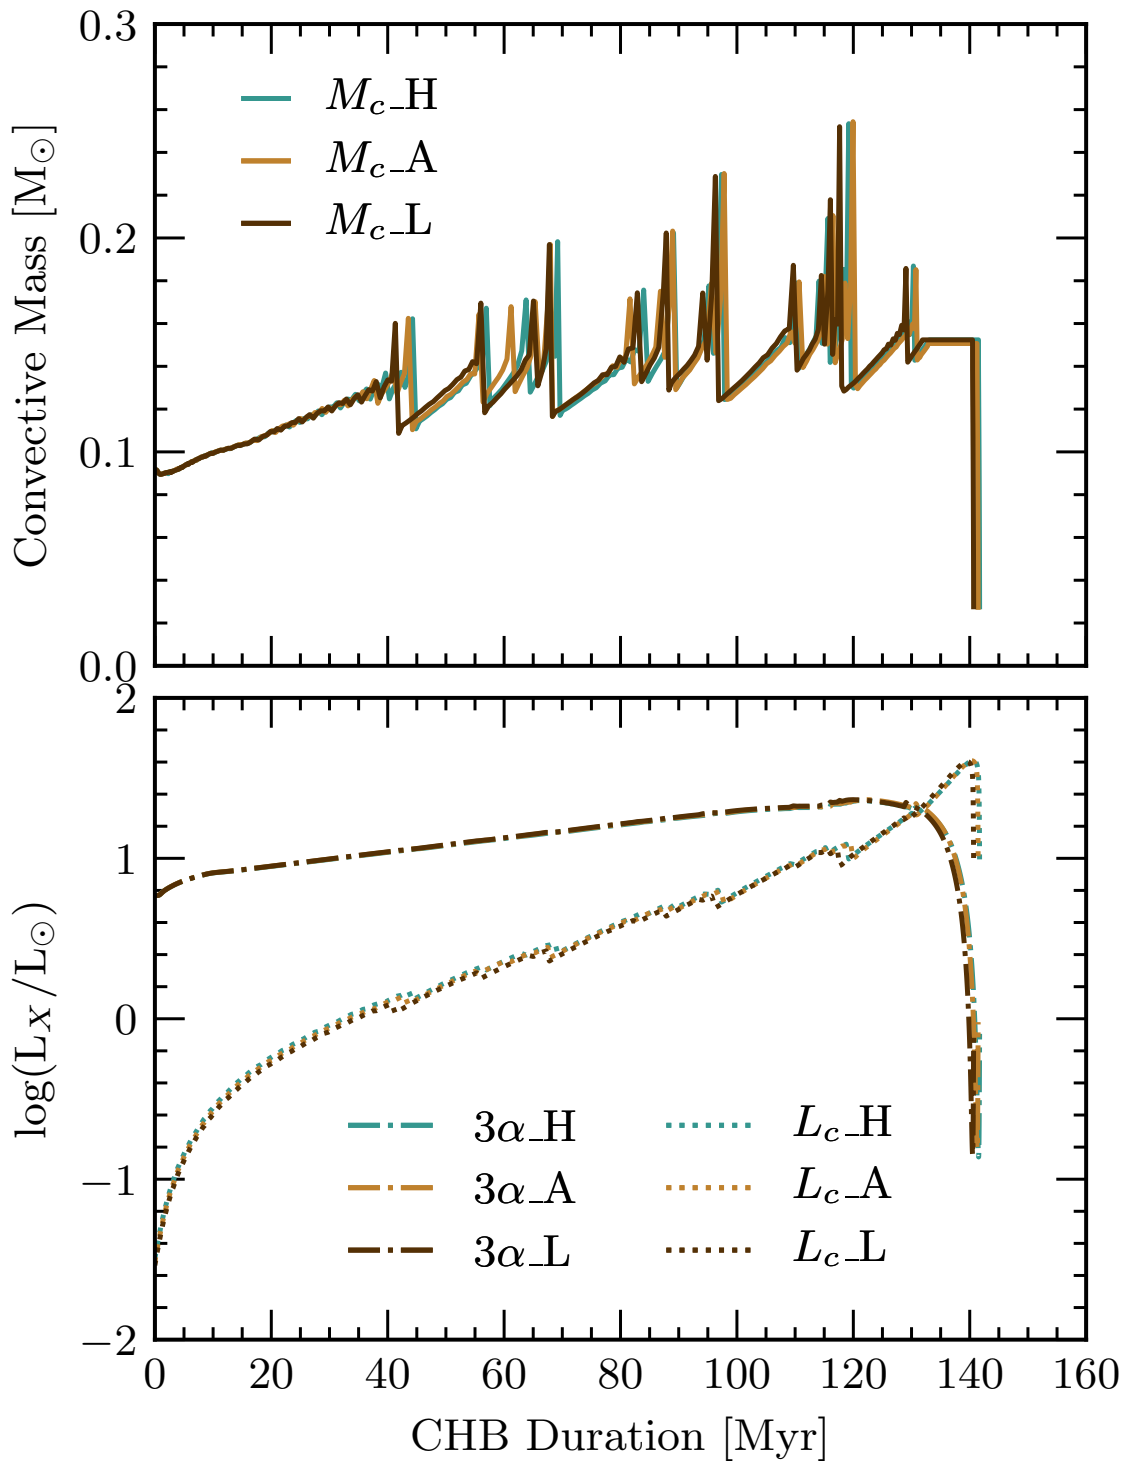 0.3
0.2
0.1
0.0
Convective Mass [M⊙]
M_c_H
M_c_A
M_c_L
2
1
0
−1
−2
log(L_X/L⊙)
3α_H
3α_A
3α_L
L_c_H
L_c_A
L_c_L
0 20 40 60 80 100 120 140 160
CHB Duration [Myr]